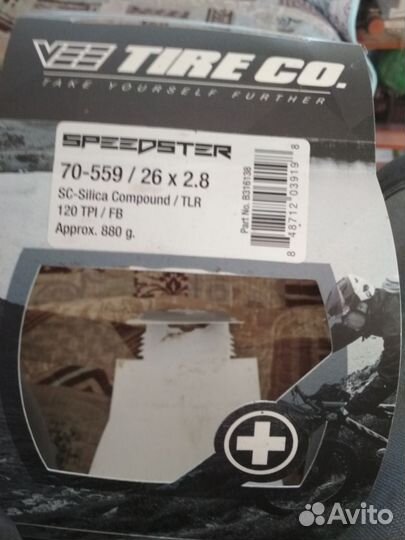 VEE TIRE CO.
TAKE YOURSELF FURTHER
SPEEDSTER
70-559 / 26 x 2.8
SC-Silica Compound / TLR
120 TPI / FB
Approx. 880 g.
Part No. B316138
8 48712 03919 8
Avito